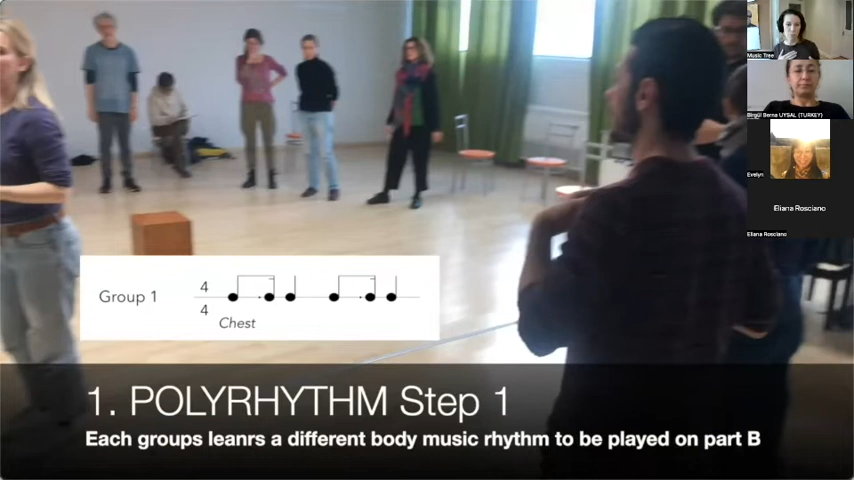 Music Tree
Birgül Berna UYSAL (TURKEY)
Evelyn
Eliana Rosciano
Eliana Rosciano
Group 1
4
4
Chest
1. POLYRHYTHM Step 1
Each groups leanrs a different body music rhythm to be played on part B